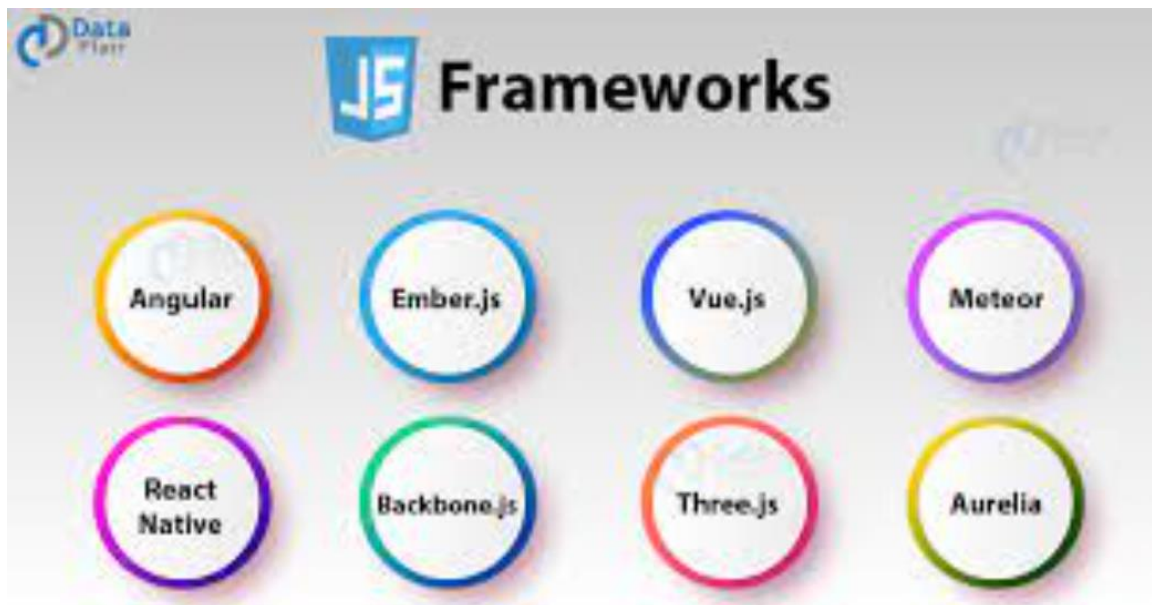 Data
Flair
JS Frameworks
Angular
Ember.js
Vue.js
Meteor
React
Native
Backbone.js
Three.js
Aurelia